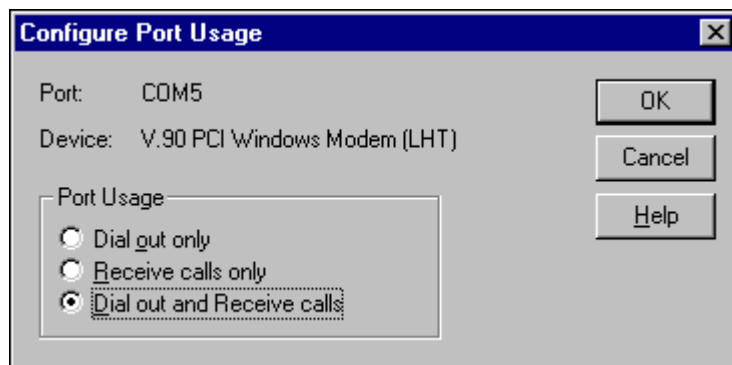 Configure Port Usage
Port: COM5
OK
Device: V.90 PCI Windows Modem (LHT)
Cancel
Port Usage
Help
Dial out only
Receive calls only
Dial out and Receive calls